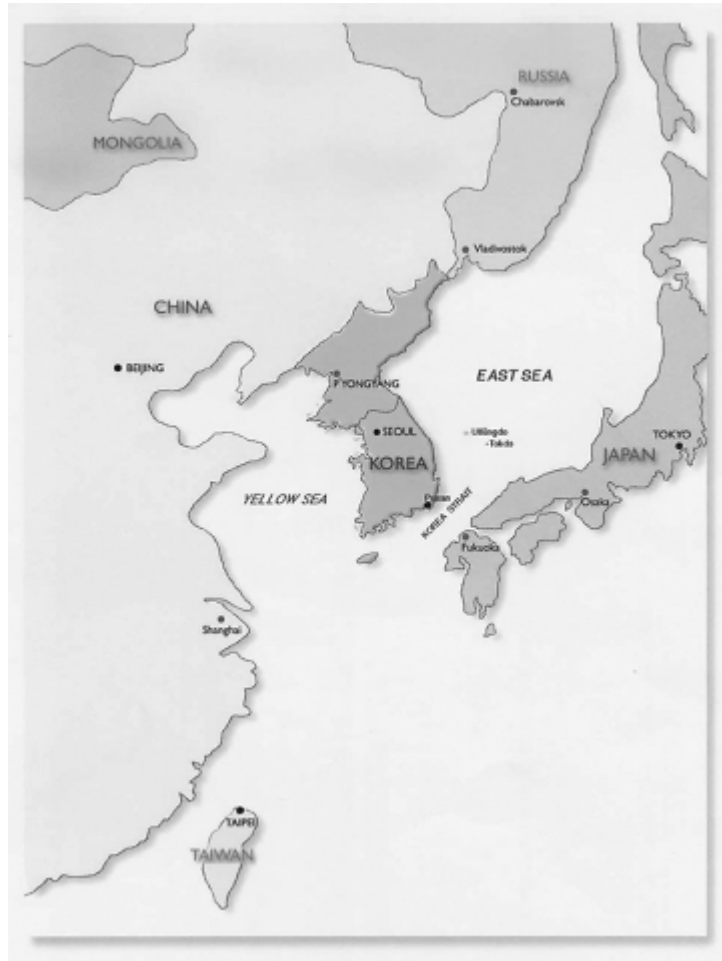 RUSSIA
Chabarovsk
MONGOLIA
Vladivostok
CHINA
BEIJING
P YONGYANG
EAST SEA
SEOUL
Ullŭngdo
Tokdo
TOKYO
KOREA
JAPAN
YELLOW SEA
Pusan
KOREA STRAIT
Osaka
Fukuoka
Shanghai
TAIPEI
TAIWAN